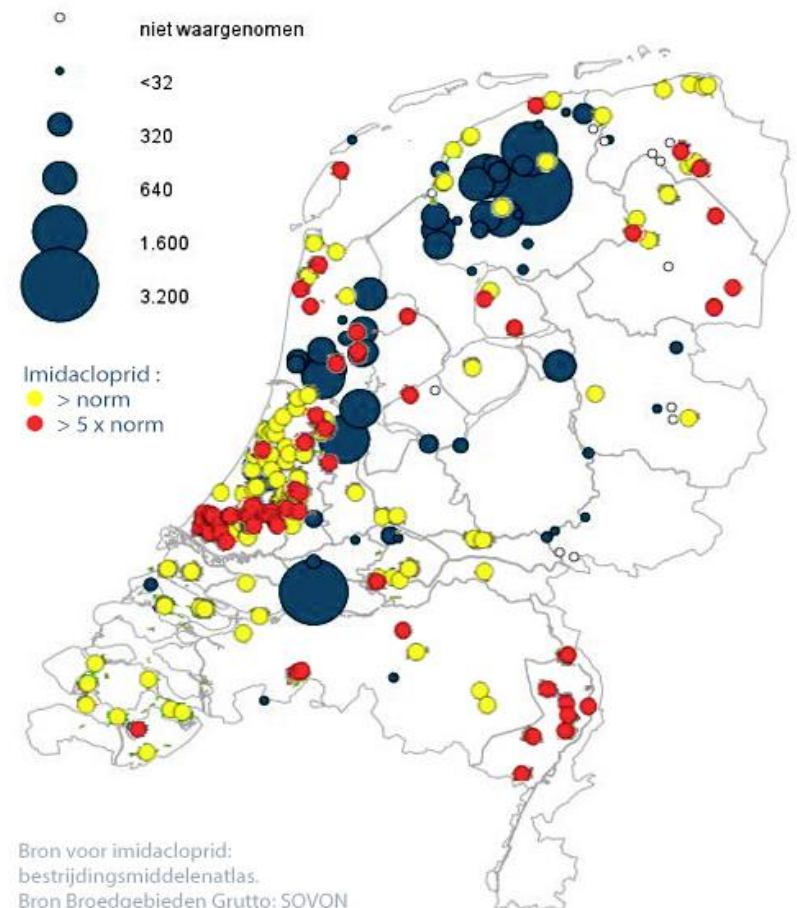 niet waargenomen
<32
320
640
1.600
3.200
Imidacloprid :
> norm
> 5 x norm
Bron voor imidacloprid:
bestrijdingsmiddelenatlas.
Bron Broedgebieden Grutto: SOVON